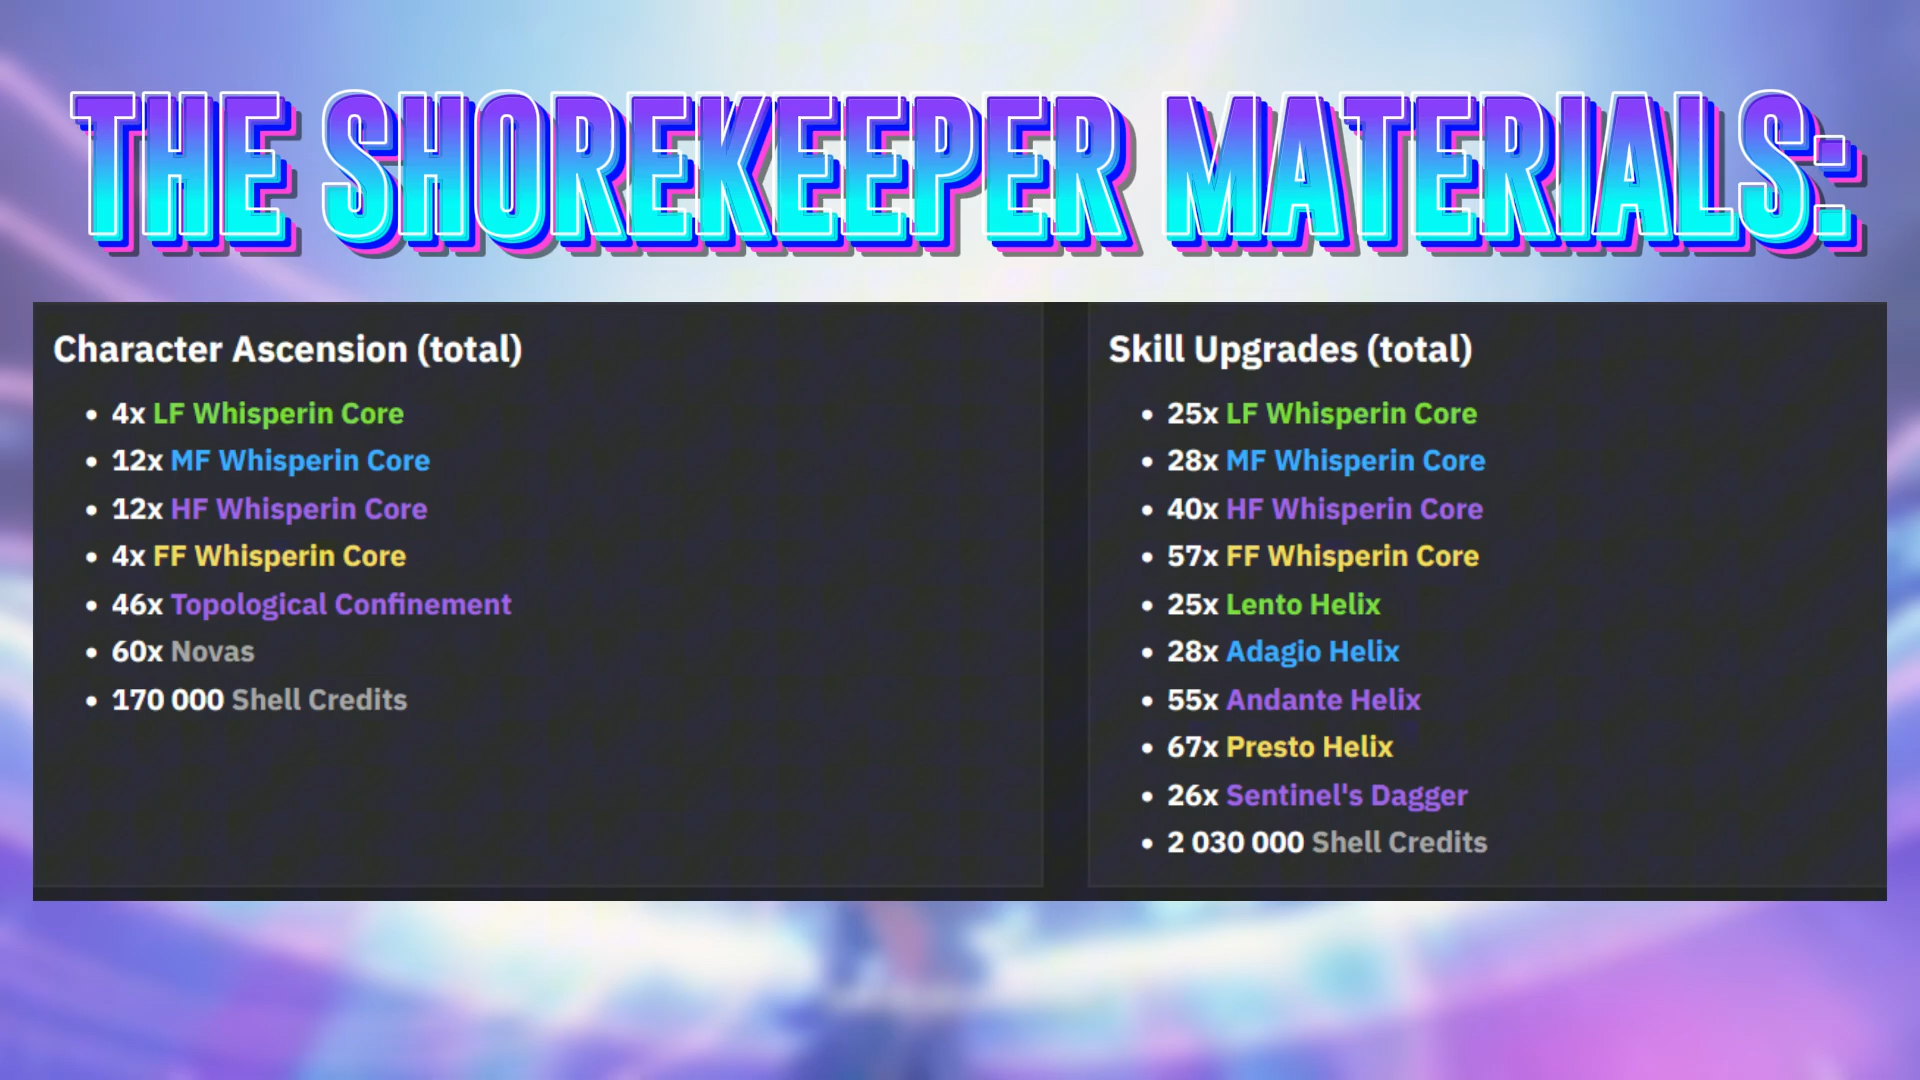 THE SHOREKEEPER MATERIALS:
Character Ascension (total)
• 4x LF Whisperin Core
• 12x MF Whisperin Core
• 12x HF Whisperin Core
• 4x FF Whisperin Core
• 46x Topological Confinement
• 60x Novas
• 170 000 Shell Credits
Skill Upgrades (total)
• 25x LF Whisperin Core
• 28x MF Whisperin Core
• 40x HF Whisperin Core
• 57x FF Whisperin Core
• 25x Lento Helix
• 28x Adagio Helix
• 55x Andante Helix
• 67x Presto Helix
• 26x Sentinel's Dagger
• 2 030 000 Shell Credits